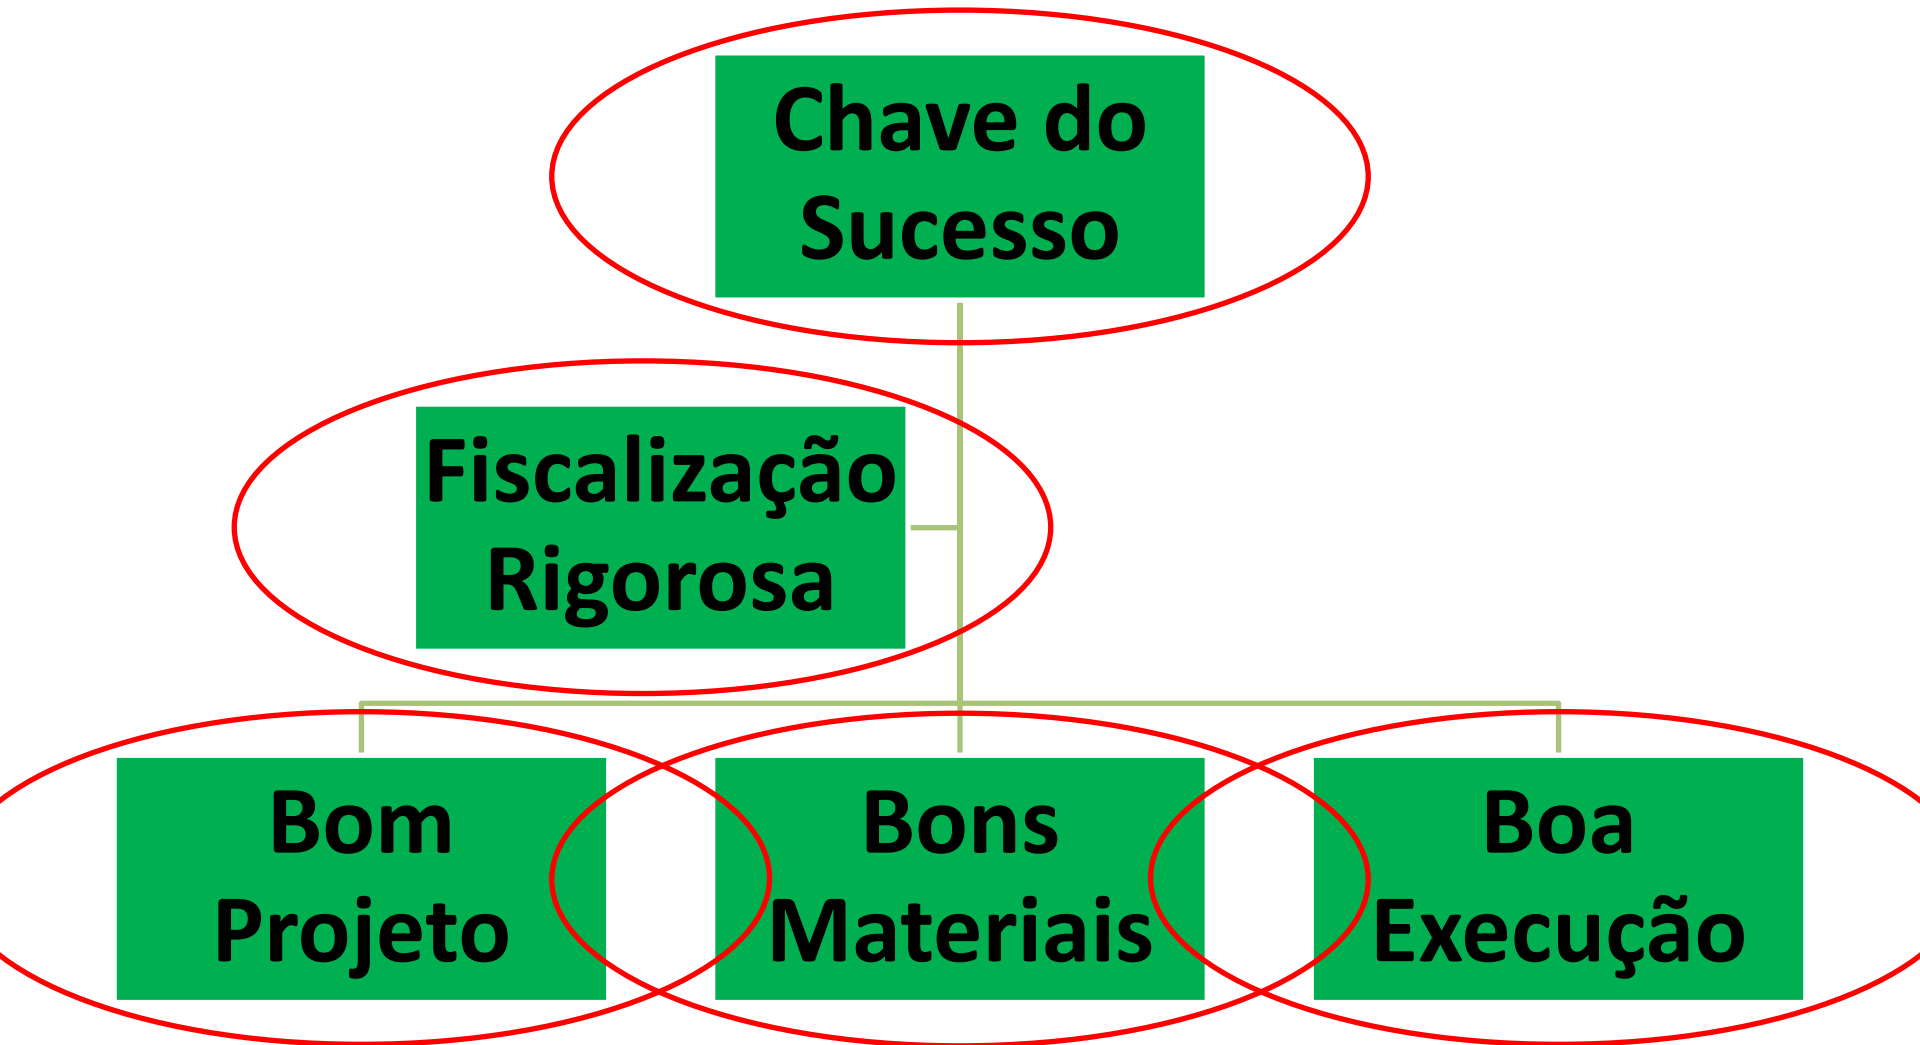 Chave do
Sucesso
Fiscalização
Rigorosa
Bom
Projeto
Bons
Materiais
Boa
Execução